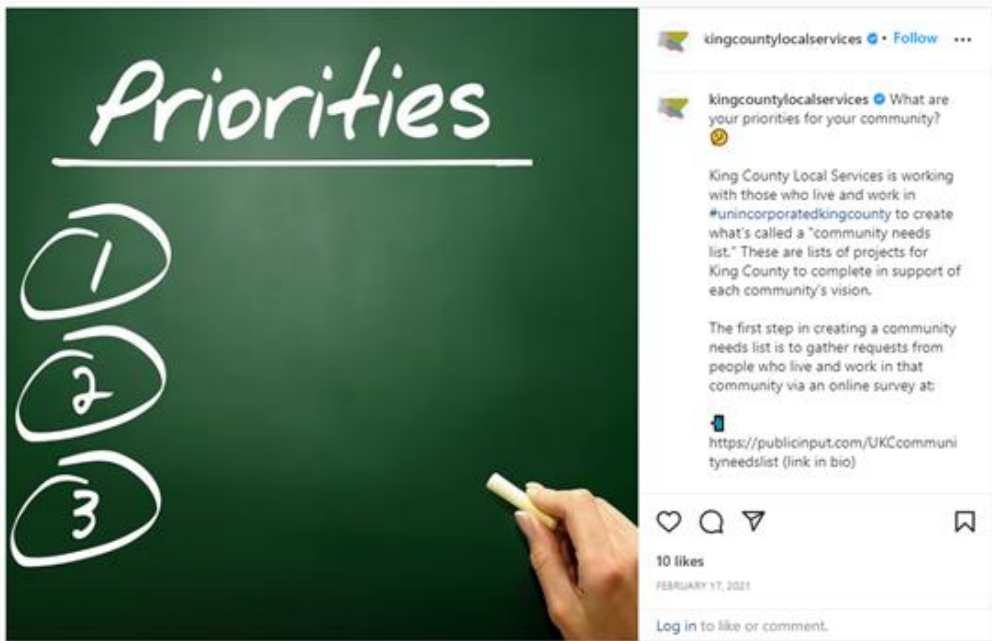 Priorities
1
2
3
kingcountylocalservices • Follow
kingcountylocalservices What are
your priorities for your community?
King County Local Services is working
with those who live and work in
#unincorporatedkingcounty to create
what's called a "community needs
list." These are lists of projects for
King County to complete in support of
each community's vision.
The first step in creating a community
needs list is to gather requests from
people who live and work in that
community via an online survey at:
https://publicinput.com/UKCcommuni
tyneedslist (link in bio)
10 likes
FEBRUARY 17, 2021
Log in to like or comment.